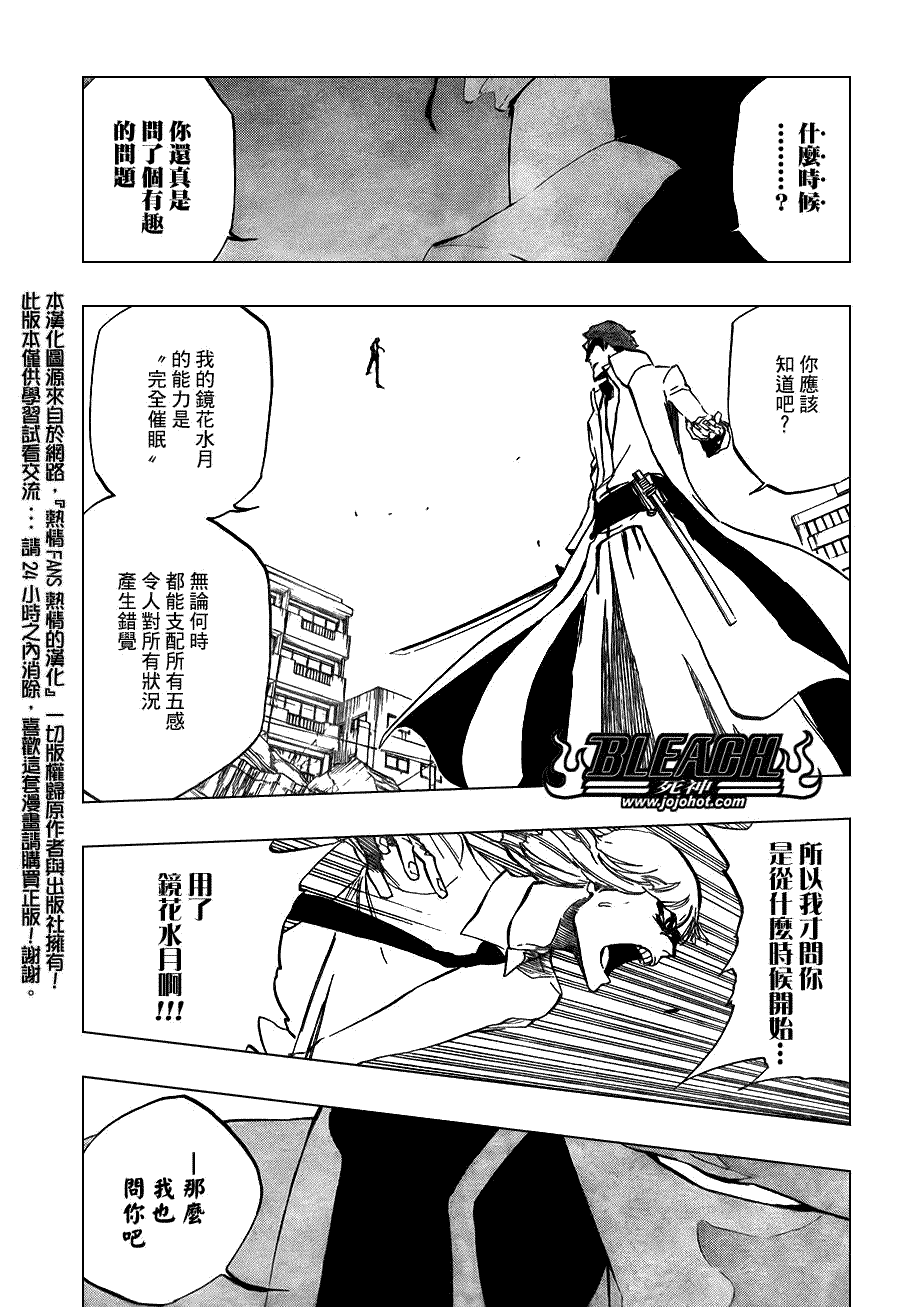 什麼時候
………?
你還真是
問了個有趣
的問題
你應該
知道吧?
我的鏡花水月
的能力是
〝完全催眠〞
無論何時
都能支配所有五感
令人對所有狀況
產生錯覺
BLEACH
死神
www.jojohot.com
所以我才問你
是從什麼時候開始…
用了
鏡花水月啊!!!
—那麼
我也
問你吧
本漢化圖源來自於網路，『熱情FANS 熱情的漢化』一切版權歸原作者與出版社擁有！
此版本僅供學習試看交流… 請 24 小時之內消除，喜歡這套漫畫請購買正版！謝謝。